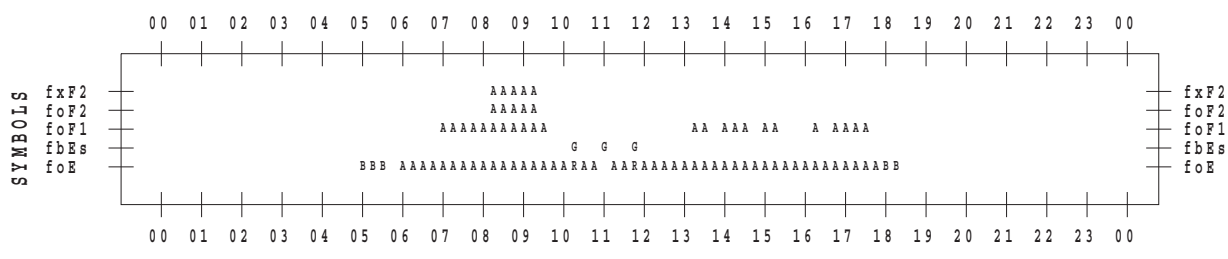 00 01 02 03 04 05 06 07 08 09 10 11 12 13 14 15 16 17 18 19 20 21 22 23 00
SYMBOLS
fxF2 AAAAA fxF2
foF2 AAAAA foF2
foF1 AAAAAAAAAAA AA AAA AA A AAAA foF1
fbEs G G G fbEs
foE BBB AAAAAAAAAAAAAAAAARAA AARAAAAAAAAAAAAAAAAAAAAAAAABB foE
00 01 02 03 04 05 06 07 08 09 10 11 12 13 14 15 16 17 18 19 20 21 22 23 00